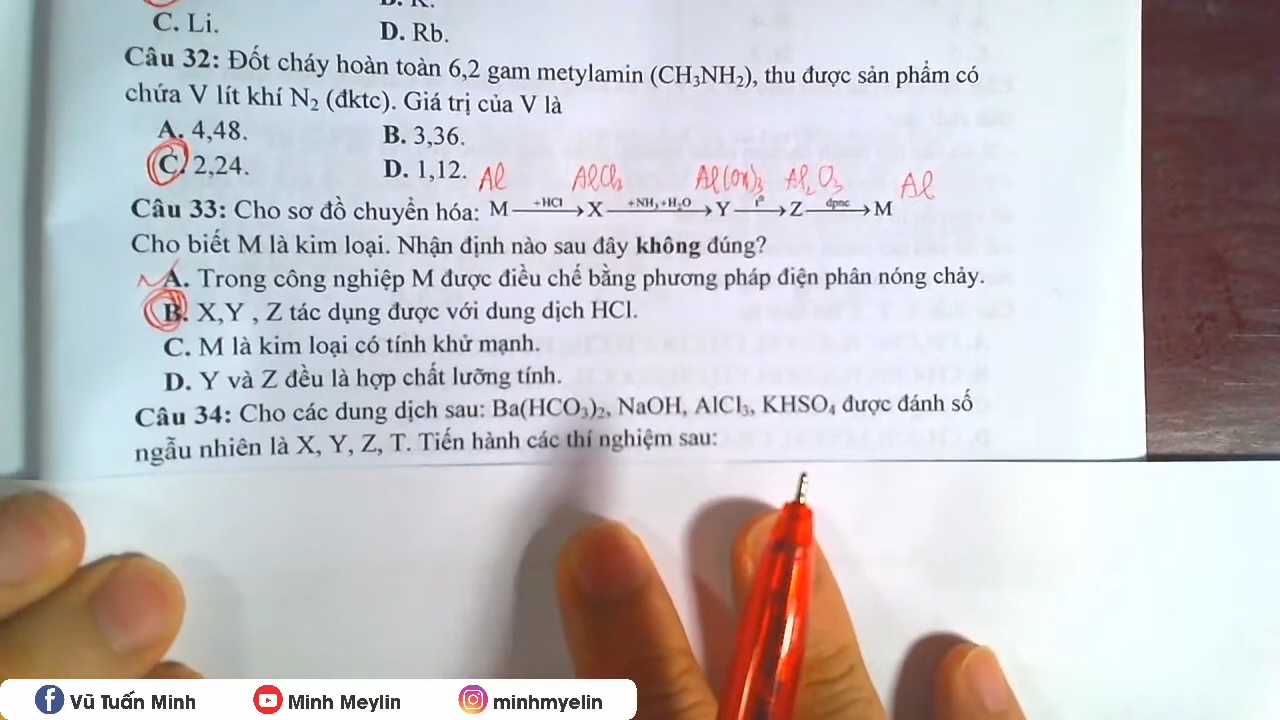 C. Li.
D. Rb.
Câu 32: Đốt cháy hoàn toàn 6,2 gam metylamin (CH₃NH₂), thu được sản phẩm có
chứa V lít khí N₂ (đktc). Giá trị của V là
A. 4,48.
B. 3,36.
C. 2,24.
D. 1,12.
Al AlCl₃ Al(OH)₃ Al₂O₃ Al
Câu 33: Cho sơ đồ chuyển hóa: M —+HCl→ X —+NH₃+H₂O→ Y —t°→ Z —đpnc→ M
Cho biết M là kim loại. Nhận định nào sau đây không đúng?
A. Trong công nghiệp M được điều chế bằng phương pháp điện phân nóng chảy.
B. X,Y , Z tác dụng được với dung dịch HCl.
C. M là kim loại có tính khử mạnh.
D. Y và Z đều là hợp chất lưỡng tính.
Câu 34: Cho các dung dịch sau: Ba(HCO₃)₂, NaOH, AlCl₃, KHSO₄ được đánh số
ngẫu nhiên là X, Y, Z, T. Tiến hành các thí nghiệm sau:
Vũ Tuấn Minh
Minh Meylin
minhmyelin